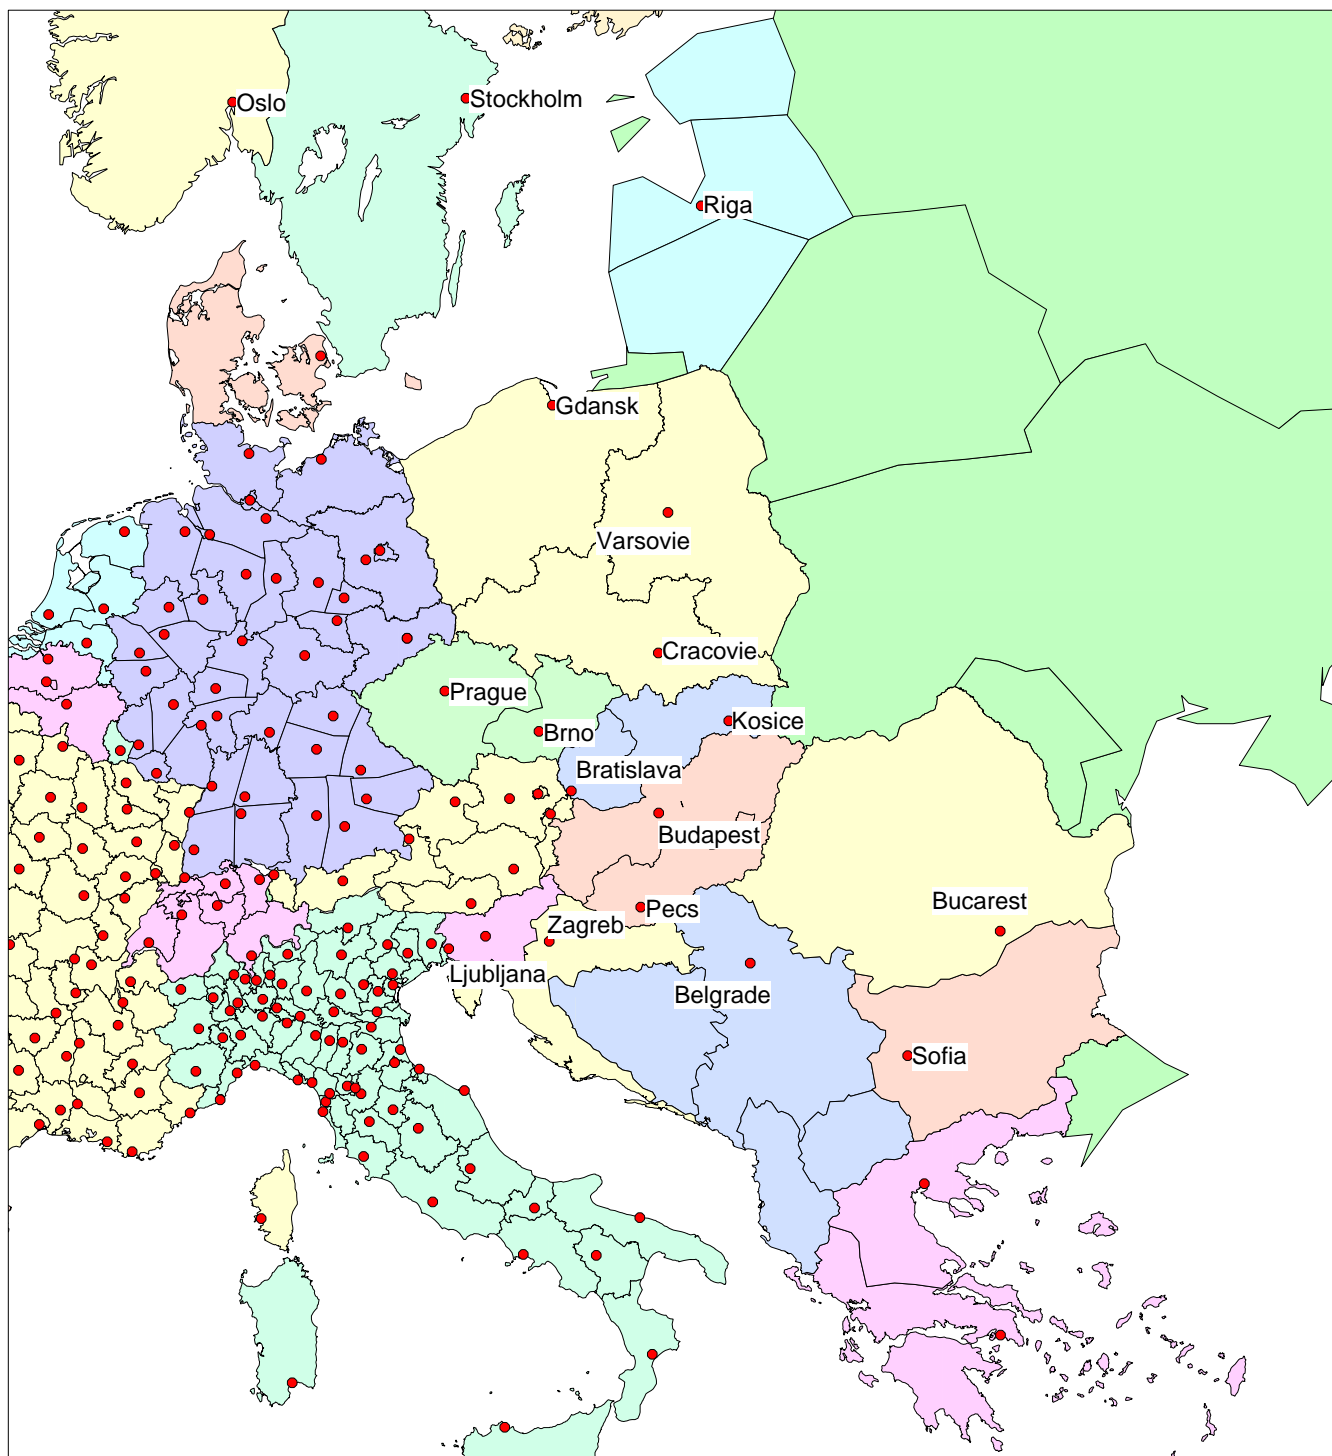 Oslo
Stockholm
Riga
Gdansk
Varsovie
Cracovie
Prague
Kosice
Brno
Bratislava
Budapest
Pecs
Bucarest
Zagreb
Ljubljana
Belgrade
Sofia